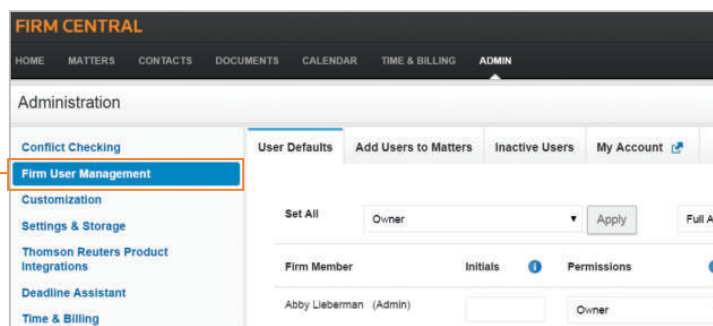 FIRM CENTRAL
HOME MATTERS CONTACTS DOCUMENTS CALENDAR TIME & BILLING ADMIN
Administration
Conflict Checking
Firm User Management
Customization
Settings & Storage
Thomson Reuters Product
Integrations
Deadline Assistant
Time & Billing
User Defaults Add Users to Matters Inactive Users My Account
Set All Owner Apply Full A
Firm Member Initials Permissions
Abby Lieberman (Admin) Owner